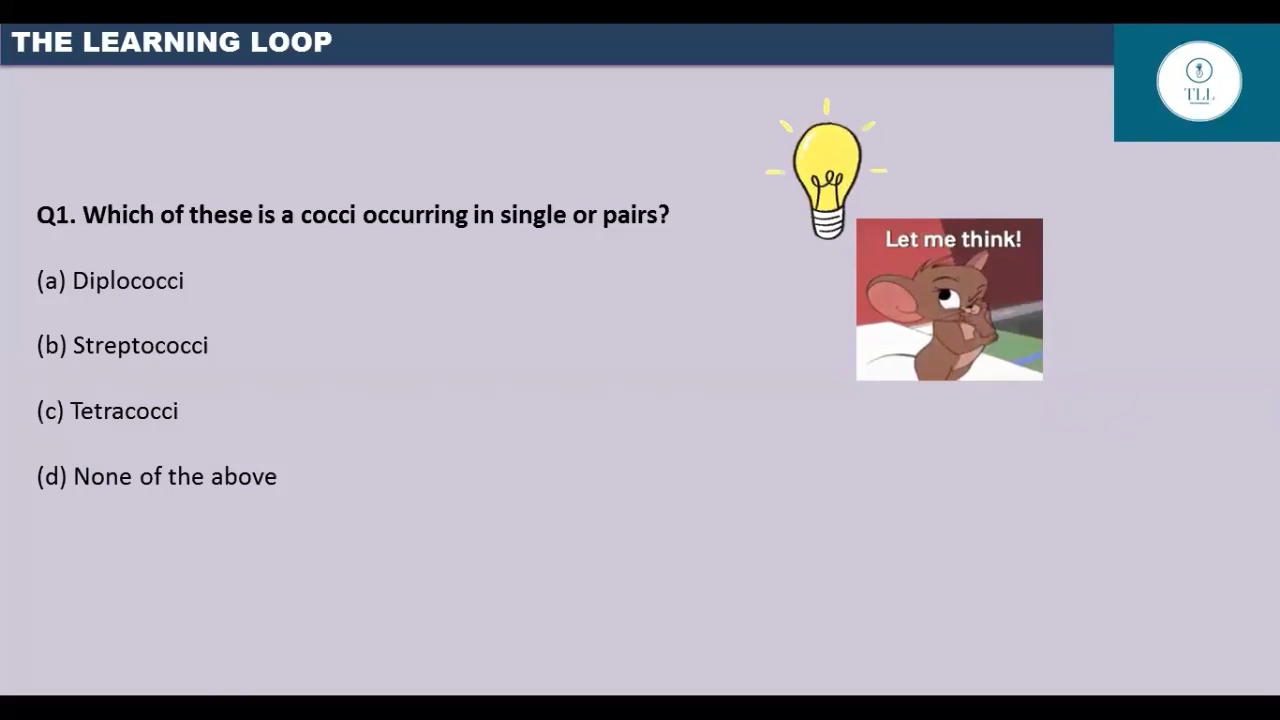 THE LEARNING LOOP
TLL
Q1. Which of these is a cocci occurring in single or pairs?
Let me think!
(a) Diplococci
(b) Streptococci
(c) Tetracocci
(d) None of the above